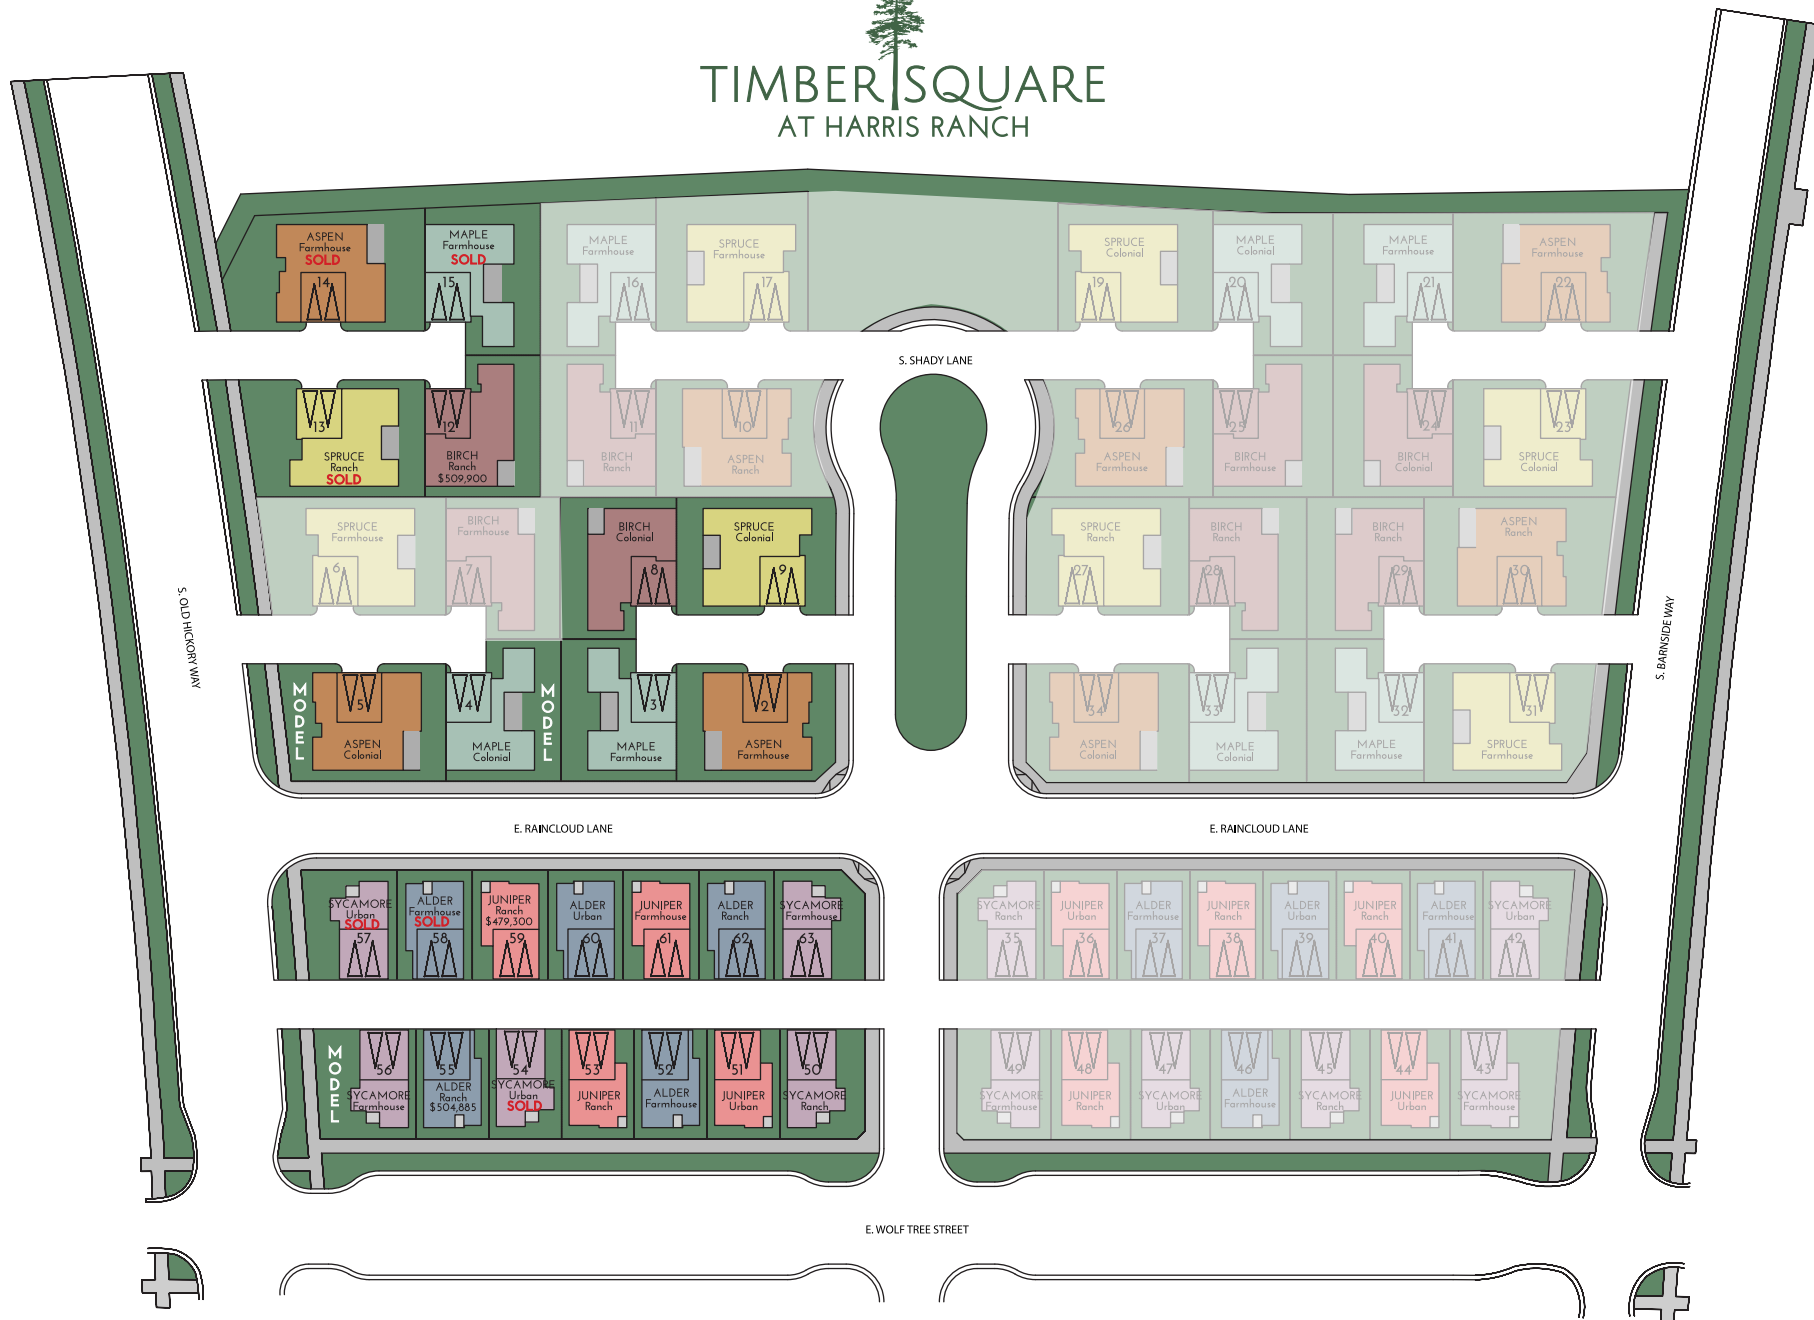 TIMBER SQUARE
AT HARRIS RANCH
ASPEN
Farmhouse
SOLD
14
MAPLE
Farmhouse
SOLD
15
MAPLE
Farmhouse
16
SPRUCE
Farmhouse
17
SPRUCE
Colonial
19
MAPLE
Colonial
20
MAPLE
Farmhouse
21
ASPEN
Farmhouse
22
S. SHADY LANE
13
SPRUCE
Ranch
SOLD
12
BIRCH
Ranch
$509,900
11
BIRCH
Ranch
10
ASPEN
Ranch
26
ASPEN
Farmhouse
25
BIRCH
Farmhouse
24
BIRCH
Colonial
23
SPRUCE
Colonial
SPRUCE
Farmhouse
6
BIRCH
Farmhouse
7
BIRCH
Colonial
8
SPRUCE
Colonial
9
SPRUCE
Ranch
27
BIRCH
Ranch
28
BIRCH
Ranch
29
ASPEN
Ranch
30
S. OLD HICKORY WAY
S. BARNSIDE WAY
MODEL
5
ASPEN
Colonial
4
MAPLE
Colonial
MODEL
3
MAPLE
Farmhouse
2
ASPEN
Farmhouse
34
ASPEN
Colonial
33
MAPLE
Colonial
32
MAPLE
Farmhouse
31
SPRUCE
Farmhouse
E. RAINCLOUD LANE
E. RAINCLOUD LANE
SYCAMORE
Urban
SOLD
57
ALDER
Farmhouse
SOLD
58
JUNIPER
Ranch
$479,300
59
ALDER
Urban
60
JUNIPER
Farmhouse
61
ALDER
Ranch
62
SYCAMORE
Farmhouse
63
SYCAMORE
Ranch
35
JUNIPER
Urban
36
ALDER
Farmhouse
37
JUNIPER
Ranch
38
ALDER
Urban
39
JUNIPER
Ranch
40
ALDER
Farmhouse
41
SYCAMORE
Urban
42
MODEL
56
SYCAMORE
Farmhouse
55
ALDER
Ranch
$504,885
54
SYCAMORE
Urban
SOLD
53
JUNIPER
Ranch
52
ALDER
Farmhouse
51
JUNIPER
Urban
50
SYCAMORE
Ranch
49
SYCAMORE
Farmhouse
48
JUNIPER
Ranch
47
SYCAMORE
Urban
46
ALDER
Farmhouse
45
SYCAMORE
Ranch
44
JUNIPER
Urban
43
SYCAMORE
Farmhouse
E. WOLF TREE STREET